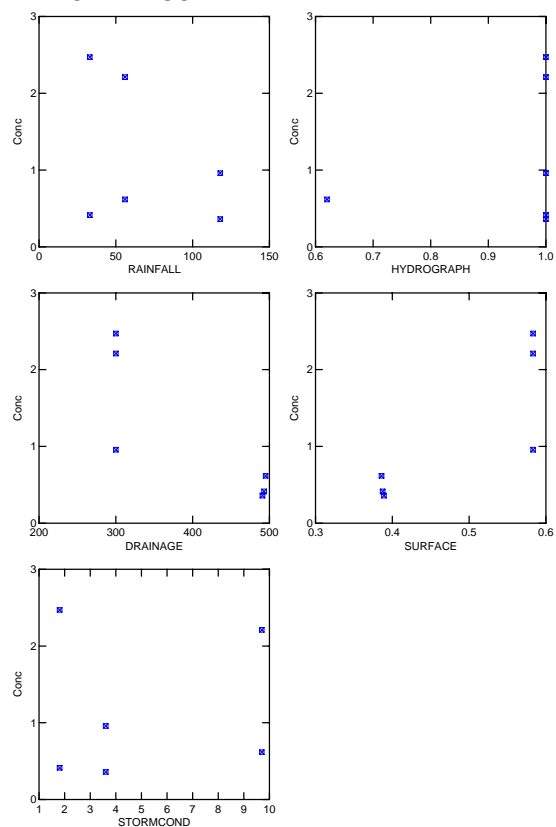 3
2
1
0
Conc
0 50 100 150
RAINFALL
3
2
1
0
Conc
0.6 0.7 0.8 0.9 1.0
HYDROGRAPH
3
2
1
0
Conc
200 300 400 500
DRAINAGE
3
2
1
0
Conc
0.3 0.4 0.5 0.6
SURFACE
3
2
1
0
Conc
1 2 3 4 5 6 7 8 9 10
STORMCOND